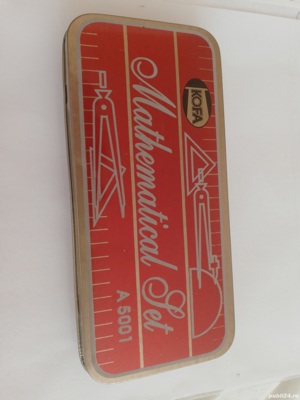 KOFA
Mathematical Set
A 5001